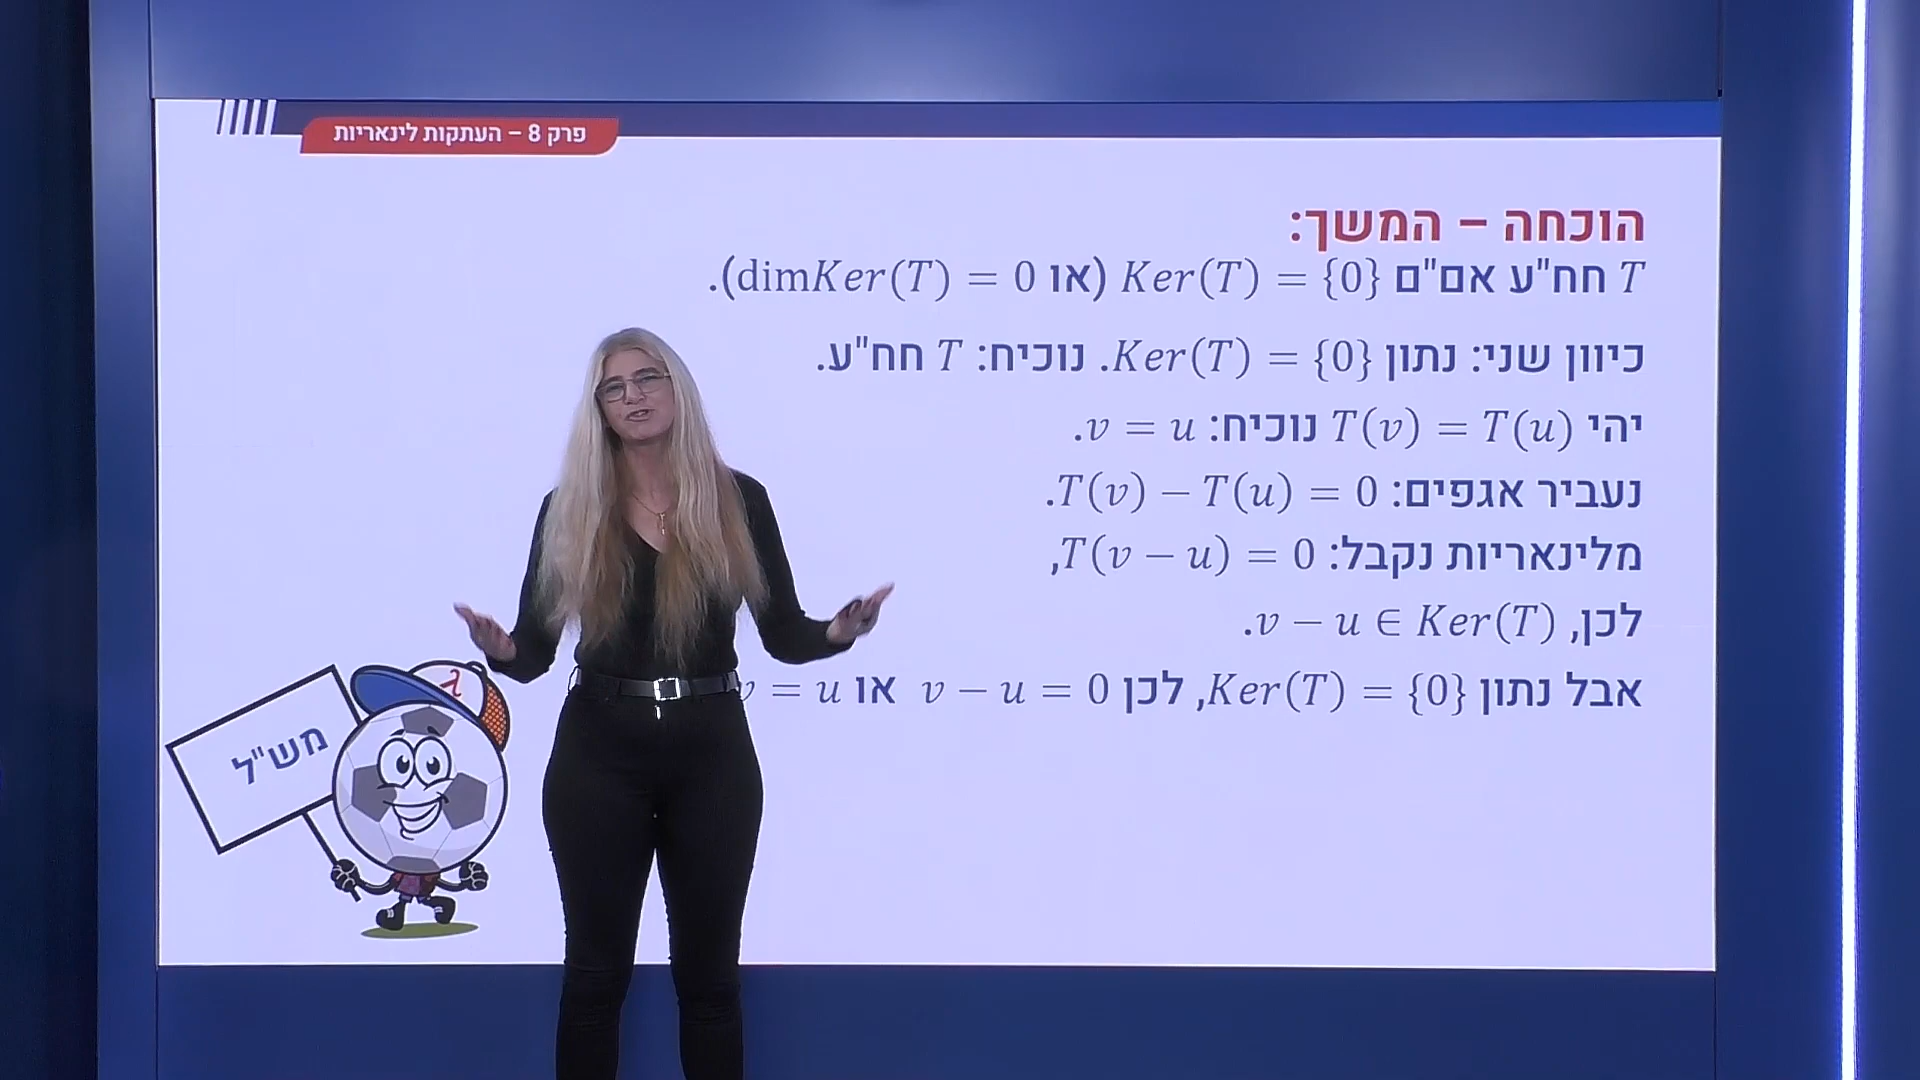 פרק 8 – העתקות לינאריות
הוכחה – המשך:
T חח"ע אם"ם Ker(T) = {0} (או dimKer(T) = 0).
כיוון שני: נתון Ker(T) = {0}. נוכיח: T חח"ע.
יהי T(v) = T(u) נוכיח: v = u.
נעביר אגפים: T(v) − T(u) = 0.
מלינאריות נקבל: T(v − u) = 0,
לכן, v − u ∈ Ker(T).
אבל נתון Ker(T) = {0}, לכן v − u = 0 או v = u
λ
מש"ל